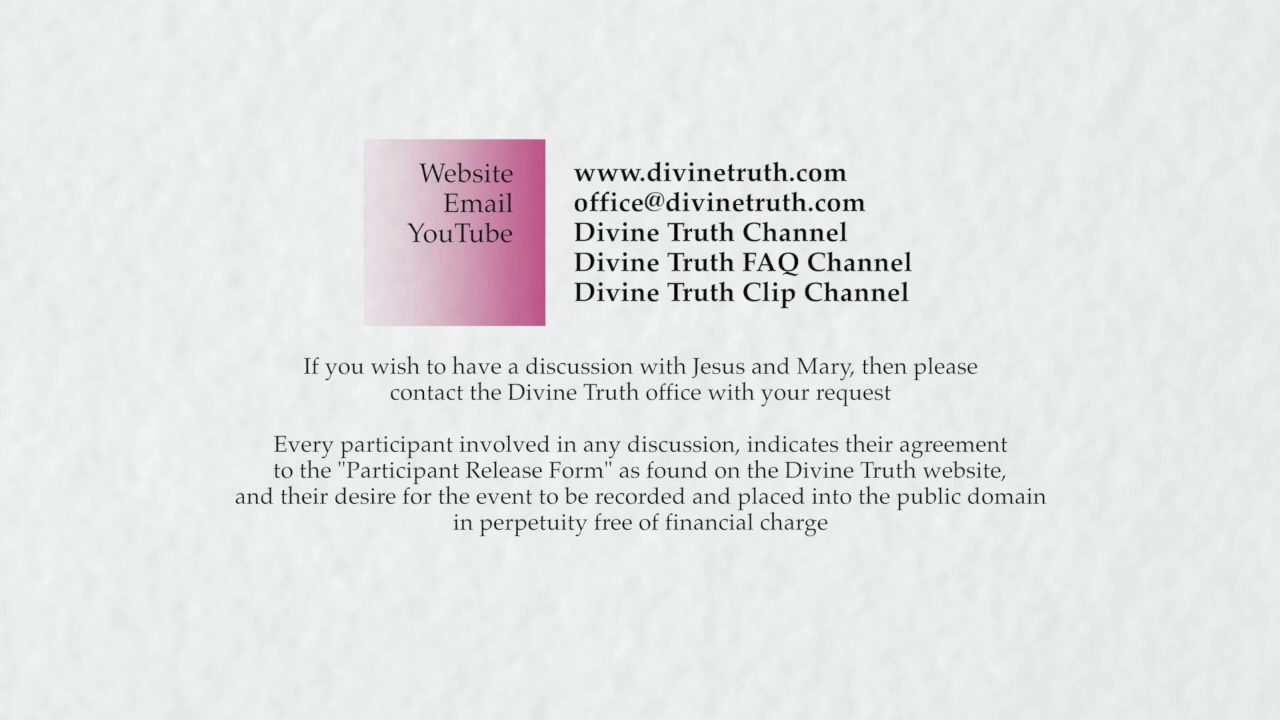 Website www.divinetruth.com
Email office@divinetruth.com
YouTube Divine Truth Channel
Divine Truth FAQ Channel
Divine Truth Clip Channel
If you wish to have a discussion with Jesus and Mary, then please
contact the Divine Truth office with your request
Every participant involved in any discussion, indicates their agreement
to the "Participant Release Form" as found on the Divine Truth website,
and their desire for the event to be recorded and placed into the public domain
in perpetuity free of financial charge